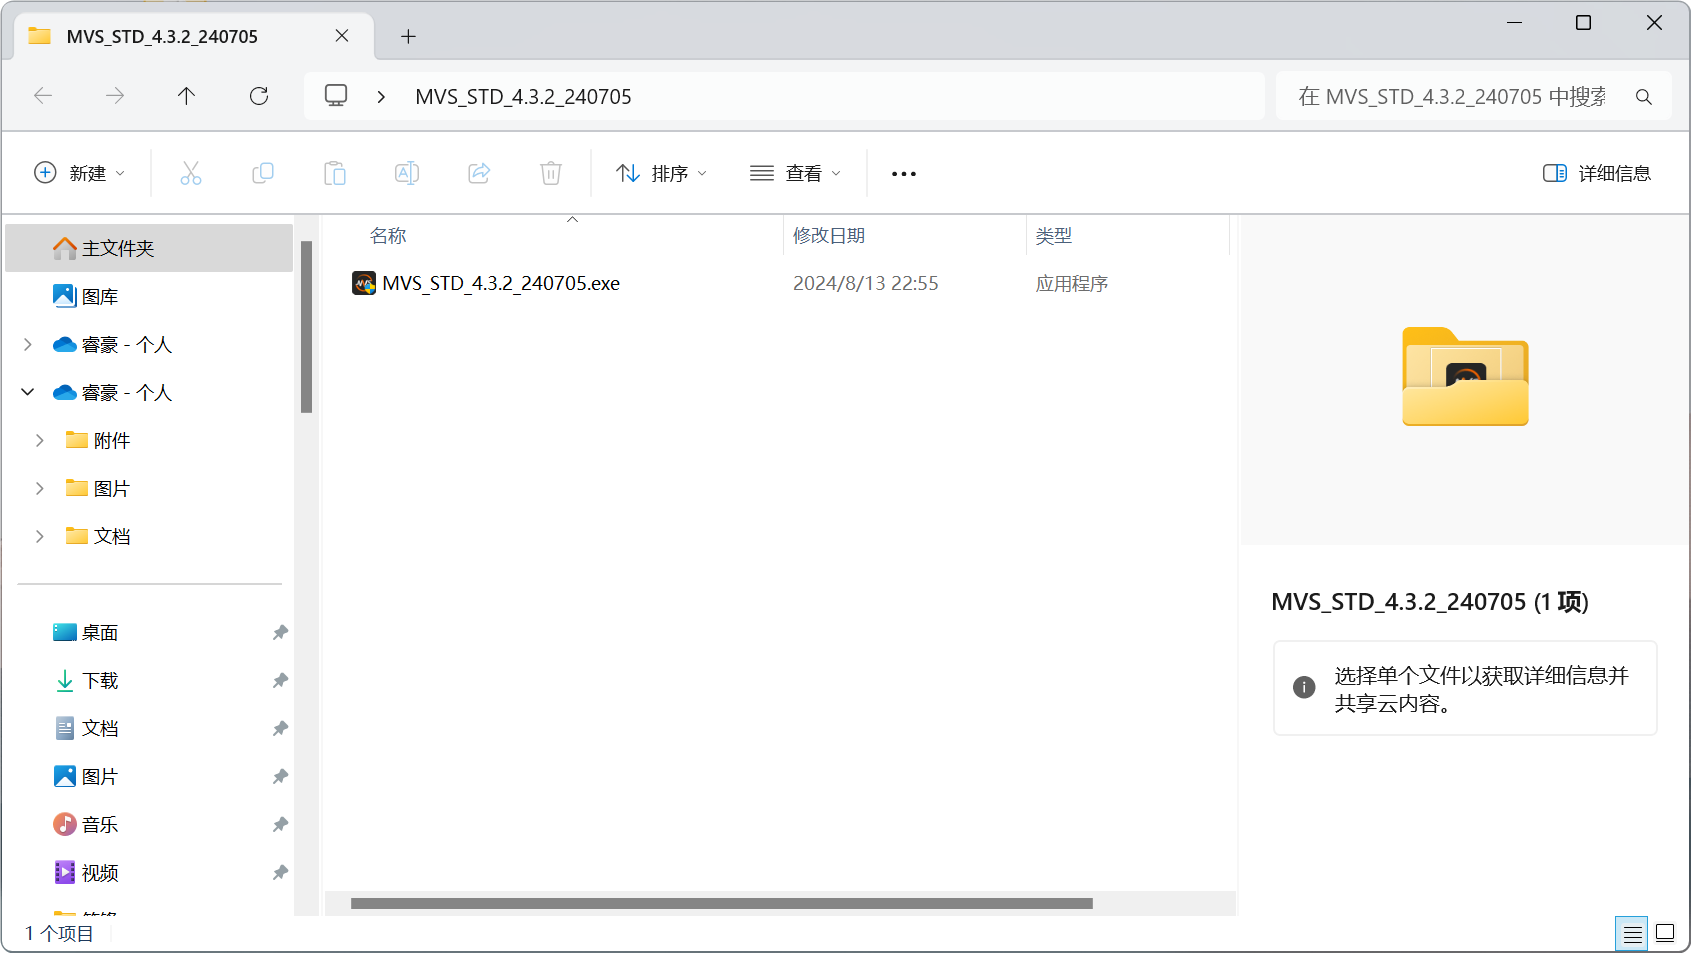 MVS_STD_4.3.2_240705
MVS_STD_4.3.2_240705
在 MVS_STD_4.3.2_240705 中搜索
新建
排序
查看
详细信息
主文件夹
图库
睿豪 - 个人
睿豪 - 个人
附件
图片
文档
桌面
下载
文档
图片
音乐
视频
名称 修改日期 类型
MVS_STD_4.3.2_240705.exe 2024/8/13 22:55 应用程序
MVS_STD_4.3.2_240705 (1 项)
选择单个文件以获取详细信息并
共享云内容。
1 个项目